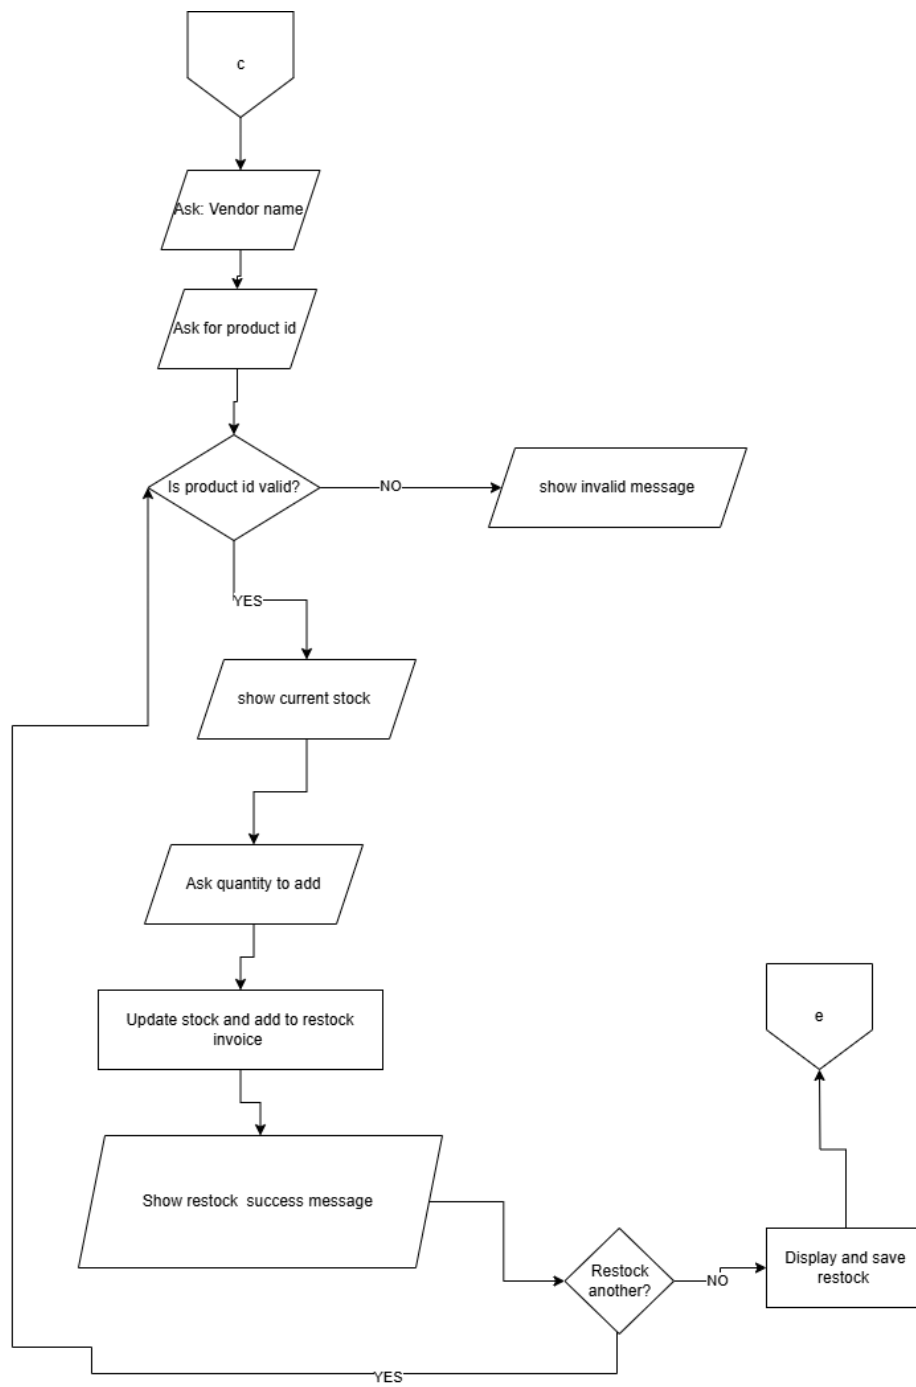 c
Ask: Vendor name
Ask for product id
Is product id valid?
NO
show invalid message
YES
show current stock
Ask quantity to add
Update stock and add to restock
invoice
e
Show restock  success message
Restock
another?
NO
Display and save
restock
YES